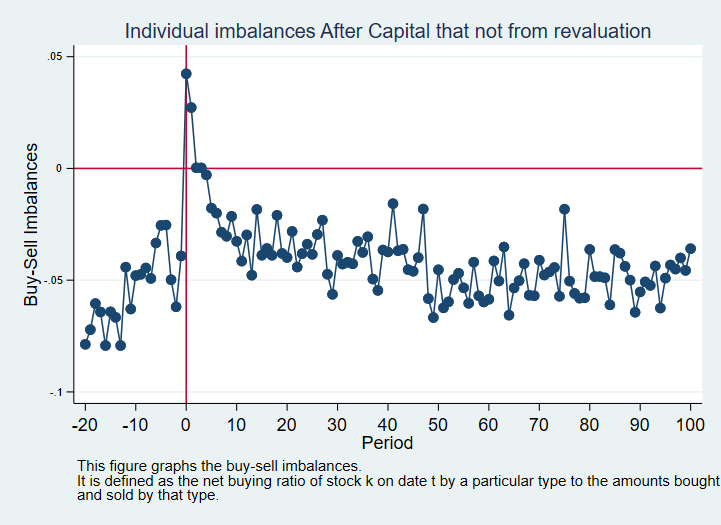 Individual imbalances After Capital that not from revaluation
.05
0
-.05
-.1
Buy-Sell Imbalances
-20 -10 0 10 20 30 40 50 60 70 80 90 100
Period
This figure graphs the buy-sell imbalances.
It is defined as the net buying ratio of stock k on date t by a particular type to the amounts bought
and sold by that type.